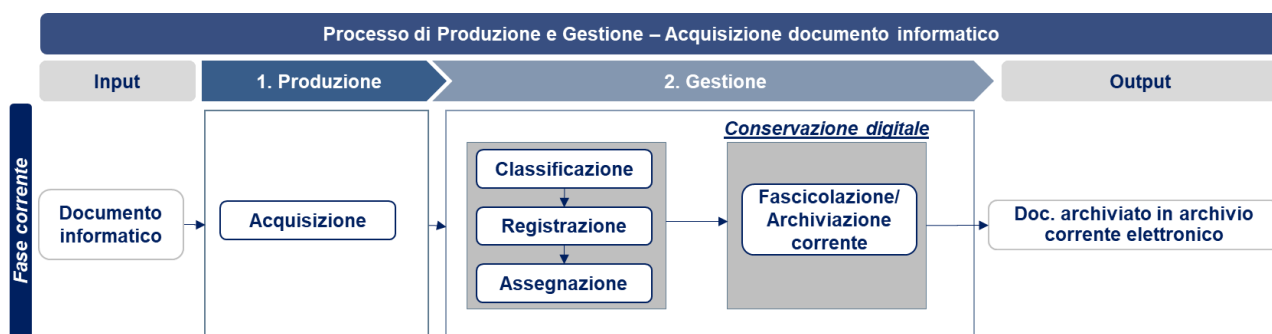 Processo di Produzione e Gestione – Acquisizione documento informatico
Input
1. Produzione
2. Gestione
Output
Fase corrente
Documento
informatico
Acquisizione
Classificazione
Registrazione
Assegnazione
Conservazione digitale
Fascicolazione/
Archiviazione
corrente
Doc. archiviato in archivio
corrente elettronico